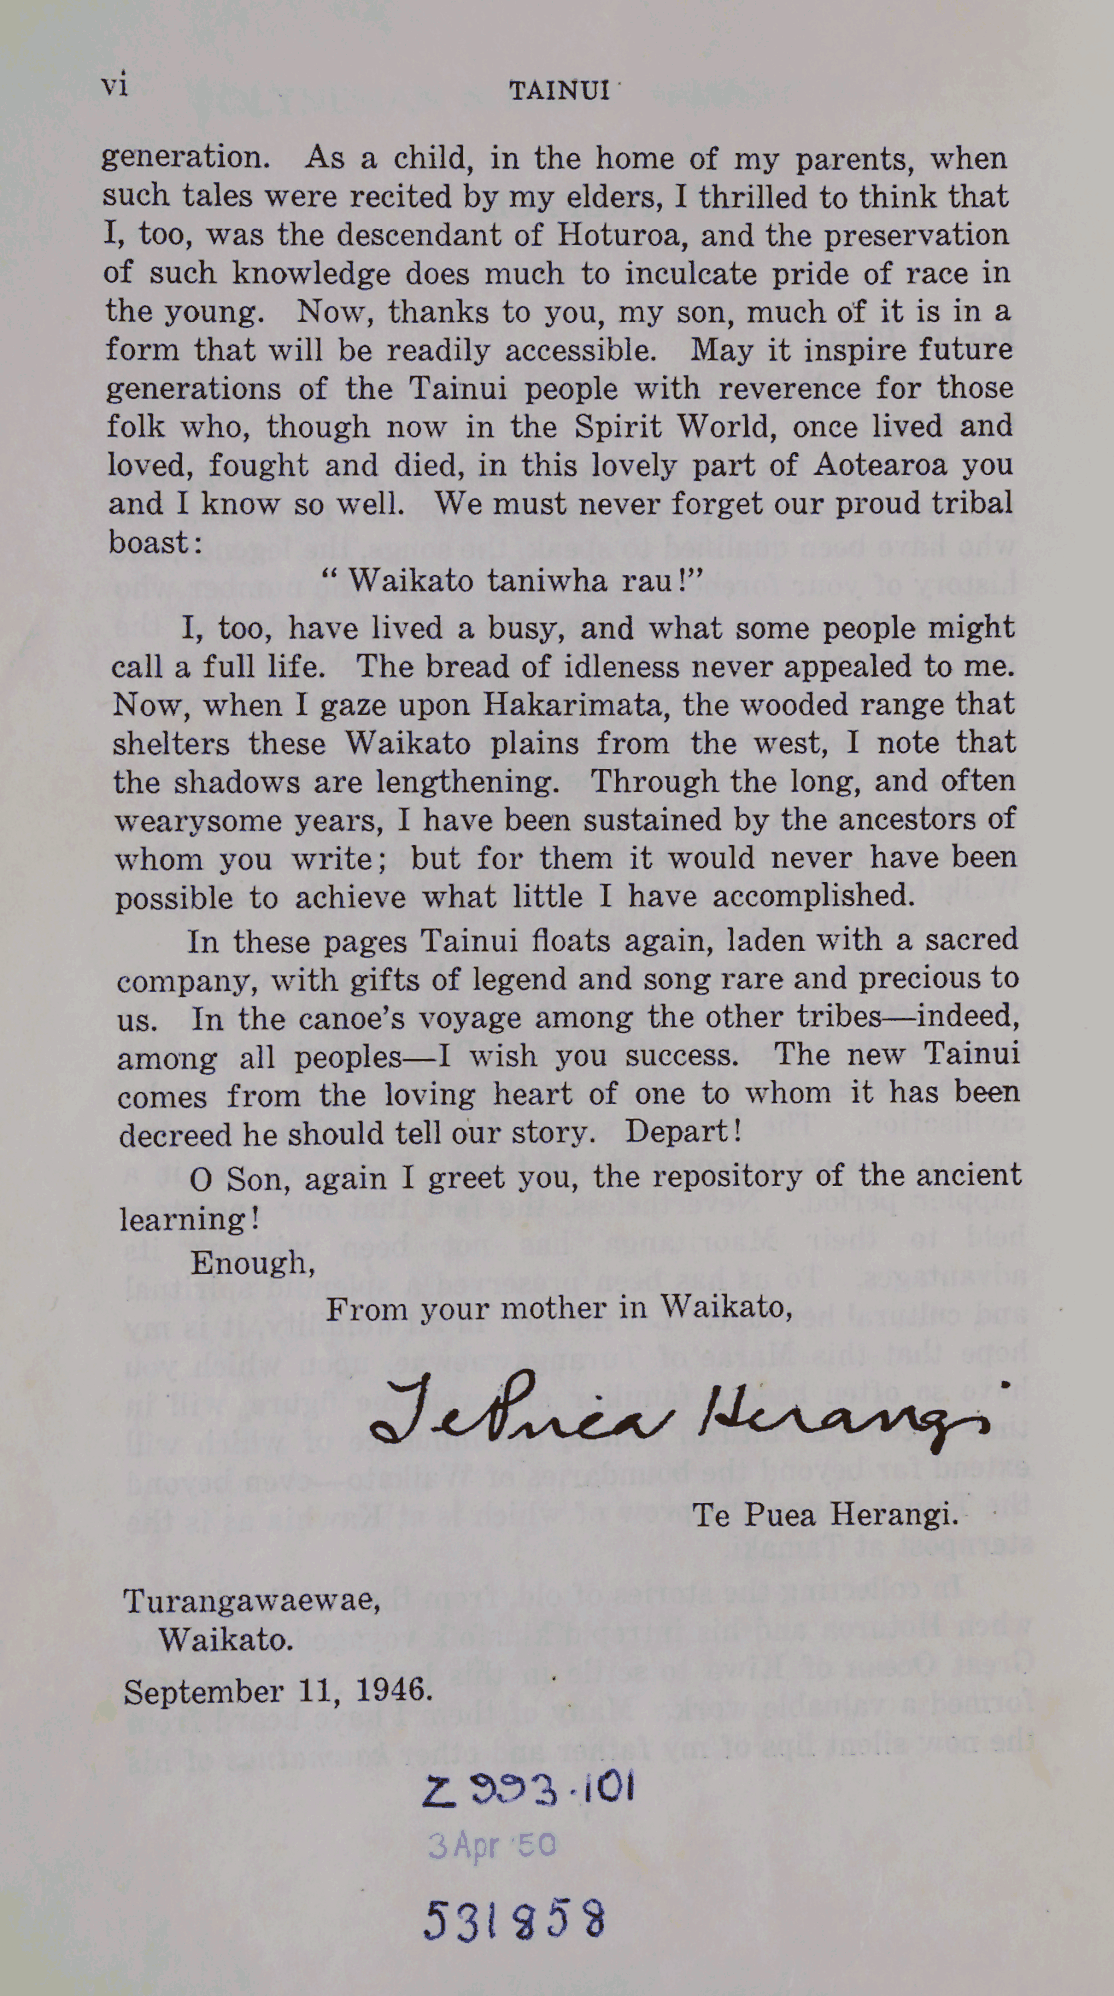 vi TAINUI
generation. As a child, in the home of my parents, when
such tales were recited by my elders, I thrilled to think that
I, too, was the descendant of Hoturoa, and the preservation
of such knowledge does much to inculcate pride of race in
the young. Now, thanks to you, my son, much of it is in a
form that will be readily accessible. May it inspire future
generations of the Tainui people with reverence for those
folk who, though now in the Spirit World, once lived and
loved, fought and died, in this lovely part of Aotearoa you
and I know so well. We must never forget our proud tribal
boast:
“ Waikato taniwha rau!”
I, too, have lived a busy, and what some people might
call a full life. The bread of idleness never appealed to me.
Now, when I gaze upon Hakarimata, the wooded range that
shelters these Waikato plains from the west, I note that
the shadows are lengthening. Through the long, and often
wearysome years, I have been sustained by the ancestors of
whom you write; but for them it would never have been
possible to achieve what little I have accomplished.
In these pages Tainui floats again, laden with a sacred
company, with gifts of legend and song rare and precious to
us. In the canoe’s voyage among the other tribes—indeed,
among all peoples—I wish you success. The new Tainui
comes from the loving heart of one to whom it has been
decreed he should tell our story. Depart!
O Son, again I greet you, the repository of the ancient
learning!
Enough,
From your mother in Waikato,
Te Puea Herangi
Te Puea Herangi.
Turangawaewae,
Waikato.
September 11, 1946.
Z 993.101
3 Apr 50
531858